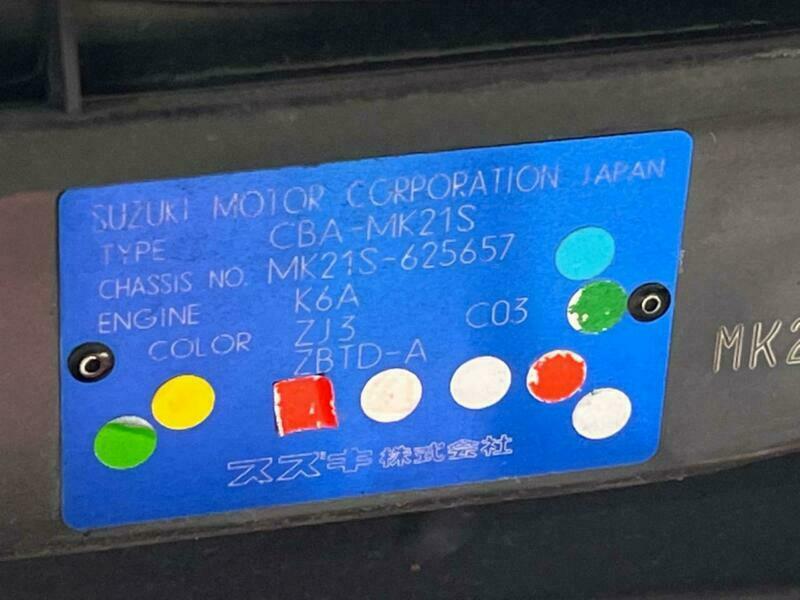 SUZUKI MOTOR CORPORATION JAPAN
TYPE CBA-MK21S
CHASSIS NO. MK21S-625657
ENGINE K6A
COLOR ZJ3 C03
ZBTD-A
スズキ株式会社
MK2